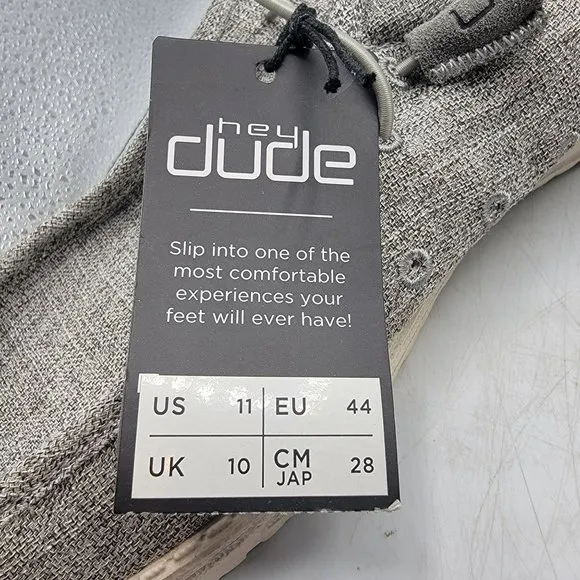 hey
dude
Slip into one of the
most comfortable
experiences your
feet will ever have!
US 11 EU 44
UK 10 CM JAP 28